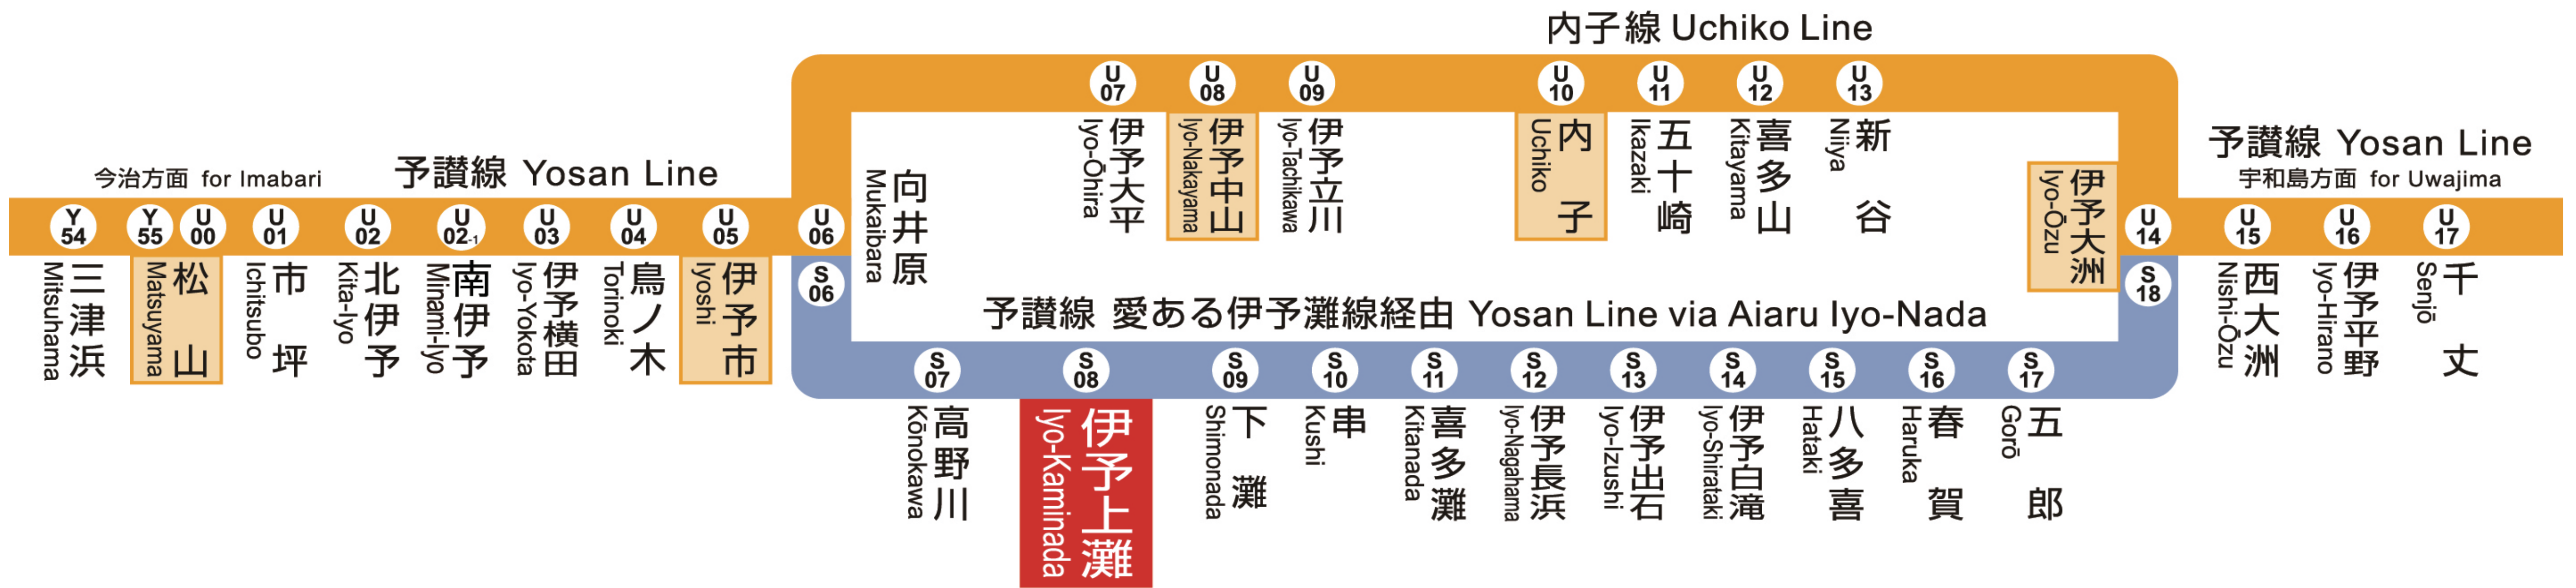 内子線 Uchiko Line
U 07 伊予大平 Iyo-Ōhira
U 08 伊予中山 Iyo-Nakayama
U 09 伊予立川 Iyo-Tachikawa
U 10 内子 Uchiko
U 11 五十崎 Ikazaki
U 12 喜多山 Kitayama
U 13 新谷 Niiya
今治方面 for Imabari
予讃線 Yosan Line
Y 54 三津浜 Mitsuhama
Y 55 U 00 松山 Matsuyama
U 01 市坪 Ichitsubo
U 02 北伊予 Kita-Iyo
U 02-1 南伊予 Minami-Iyo
U 03 伊予横田 Iyo-Yokota
U 04 鳥ノ木 Torinoki
U 05 伊予市 Iyoshi
U 06 S 06 向井原 Mukaibara
予讃線 Yosan Line
宇和島方面 for Uwajima
U 14 S 18 伊予大洲 Iyo-Ōzu
U 15 西大洲 Nishi-Ōzu
U 16 伊予平野 Iyo-Hirano
U 17 千丈 Senjō
予讃線 愛ある伊予灘線経由 Yosan Line via Aiaru Iyo-Nada
S 07 高野川 Kōnokawa
S 08 伊予上灘 Iyo-Kaminada
S 09 下灘 Shimonada
S 10 串 Kushi
S 11 喜多灘 Kitanada
S 12 伊予長浜 Iyo-Nagahama
S 13 伊予出石 Iyo-Izushi
S 14 伊予白滝 Iyo-Shirataki
S 15 八多喜 Hataki
S 16 春賀 Haruka
S 17 五郎 Gorō